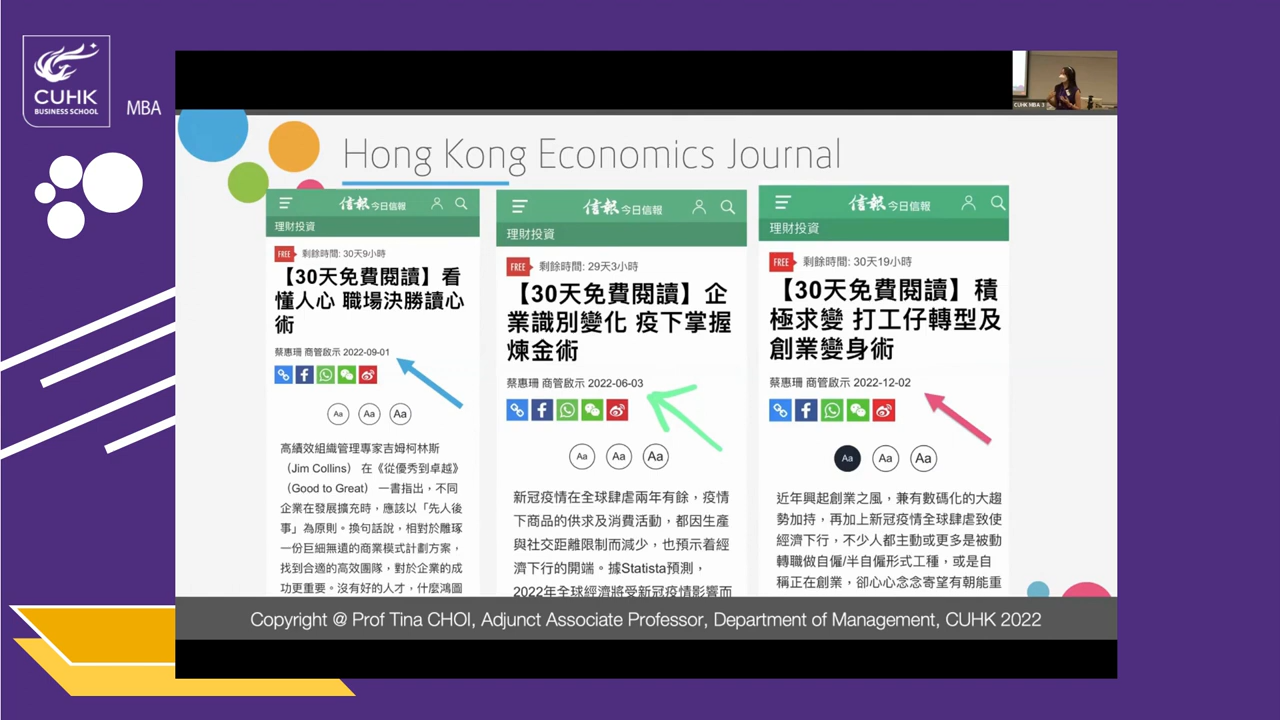 CUHK
BUSINESS SCHOOL
MBA
CUHK MBA 3
Hong Kong Economics Journal
信報 今日信報
理財投資
FREE 剩餘時間: 30天9小時
【30天免費閱讀】看
懂人心 職場決勝讀心
術
蔡惠珊 商管啟示 2022-09-01
Aa Aa Aa
高績效組織管理專家吉姆柯林斯
（Jim Collins） 在《從優秀到卓越》
（Good to Great）一書指出，不同
企業在發展擴充時，應該以「先人後
事」為原則。換句話說，相對於雕琢
一份巨細無遺的商業模式計劃方案，
找到合適的高效團隊，對於企業的成
功更重要。沒有好的人才，什麼鴻圖
信報 今日信報
理財投資
FREE 剩餘時間: 29天3小時
【30天免費閱讀】企
業識別變化 疫下掌握
煉金術
蔡惠珊 商管啟示 2022-06-03
Aa Aa Aa
新冠疫情在全球肆虐兩年有餘，疫情
下商品的供求及消費活動，都因生產
與社交距離限制而減少，也預示着經
濟下行的開端。據Statista預測，
2022年全球經濟將受新冠疫情影響而
信報 今日信報
理財投資
FREE 剩餘時間: 30天19小時
【30天免費閱讀】積
極求變 打工仔轉型及
創業變身術
蔡惠珊 商管啟示 2022-12-02
Aa Aa Aa
近年興起創業之風，兼有數碼化的大趨
勢加持，再加上新冠疫情全球肆虐致使
經濟下行，不少人都主動或更多是被動
轉職做自僱/半自僱形式工種，或是自
稱正在創業，卻心心念念寄望有朝能重
Copyright @ Prof Tina CHOI, Adjunct Associate Professor, Department of Management, CUHK 2022